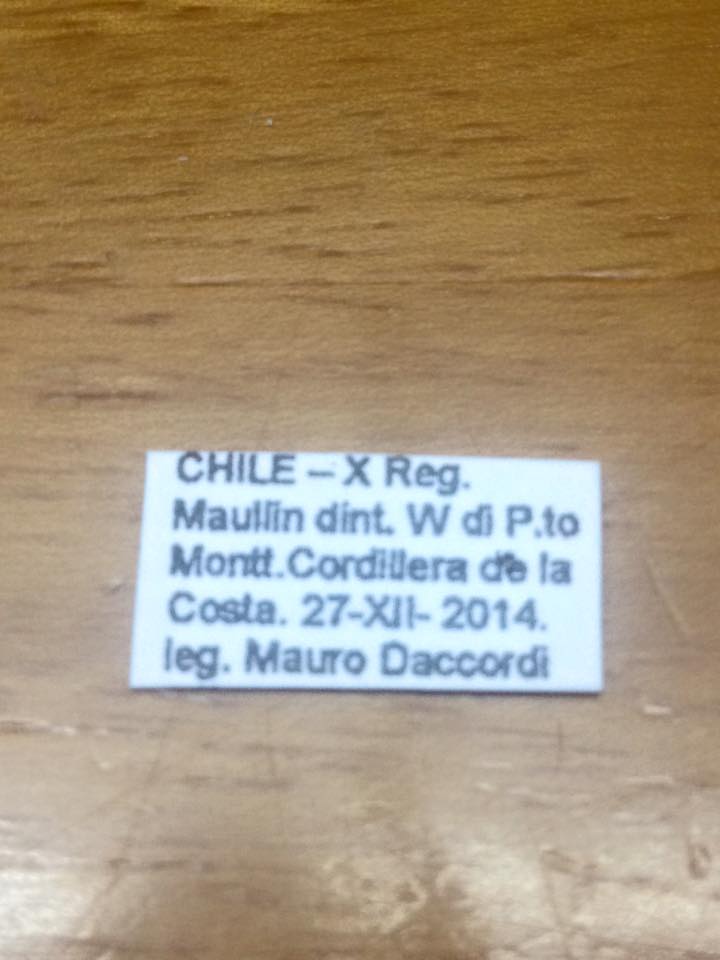 CHILE – X Reg.
Maullin dint. W di P.to
Montt.Cordillera de la
Costa. 27-XII- 2014.
leg. Mauro Daccordi